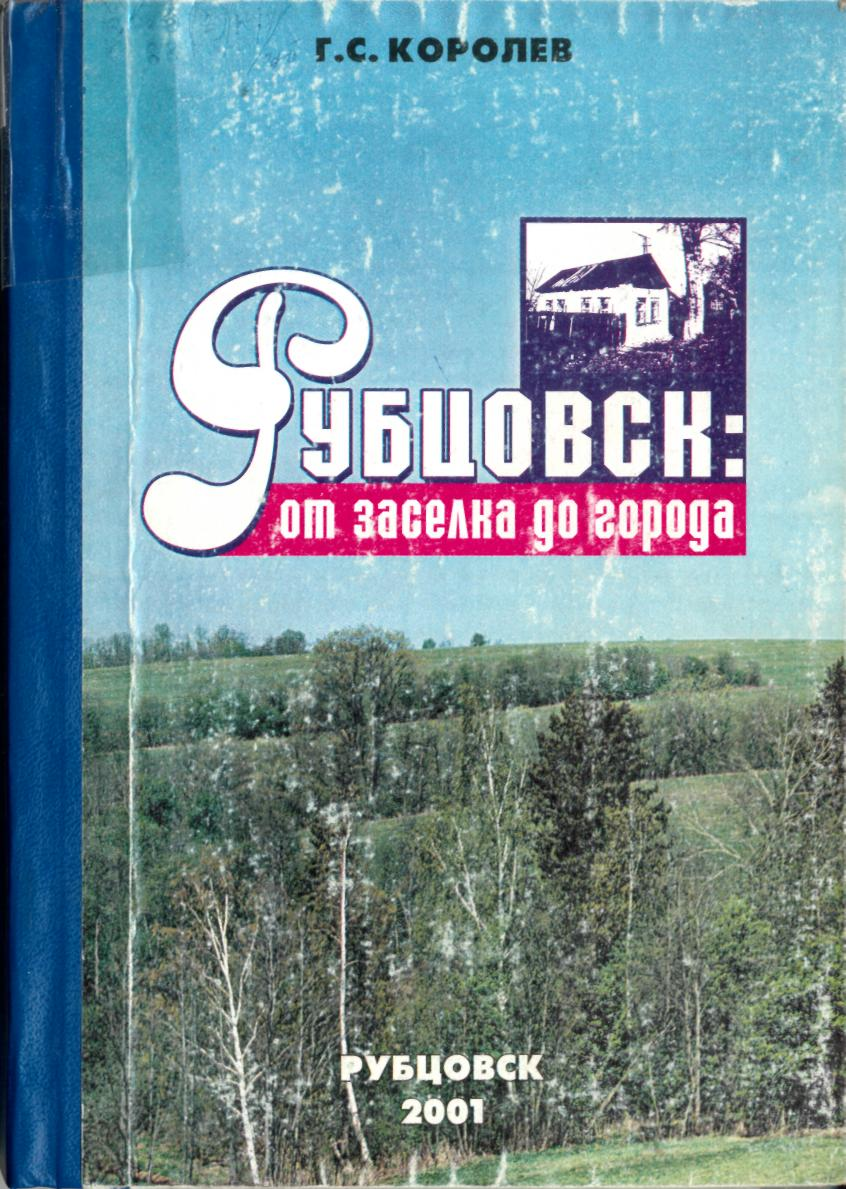 Г.С. КОРОЛЕВ
РУБЦОВСК:
от заселка до города
РУБЦОВСК
2001